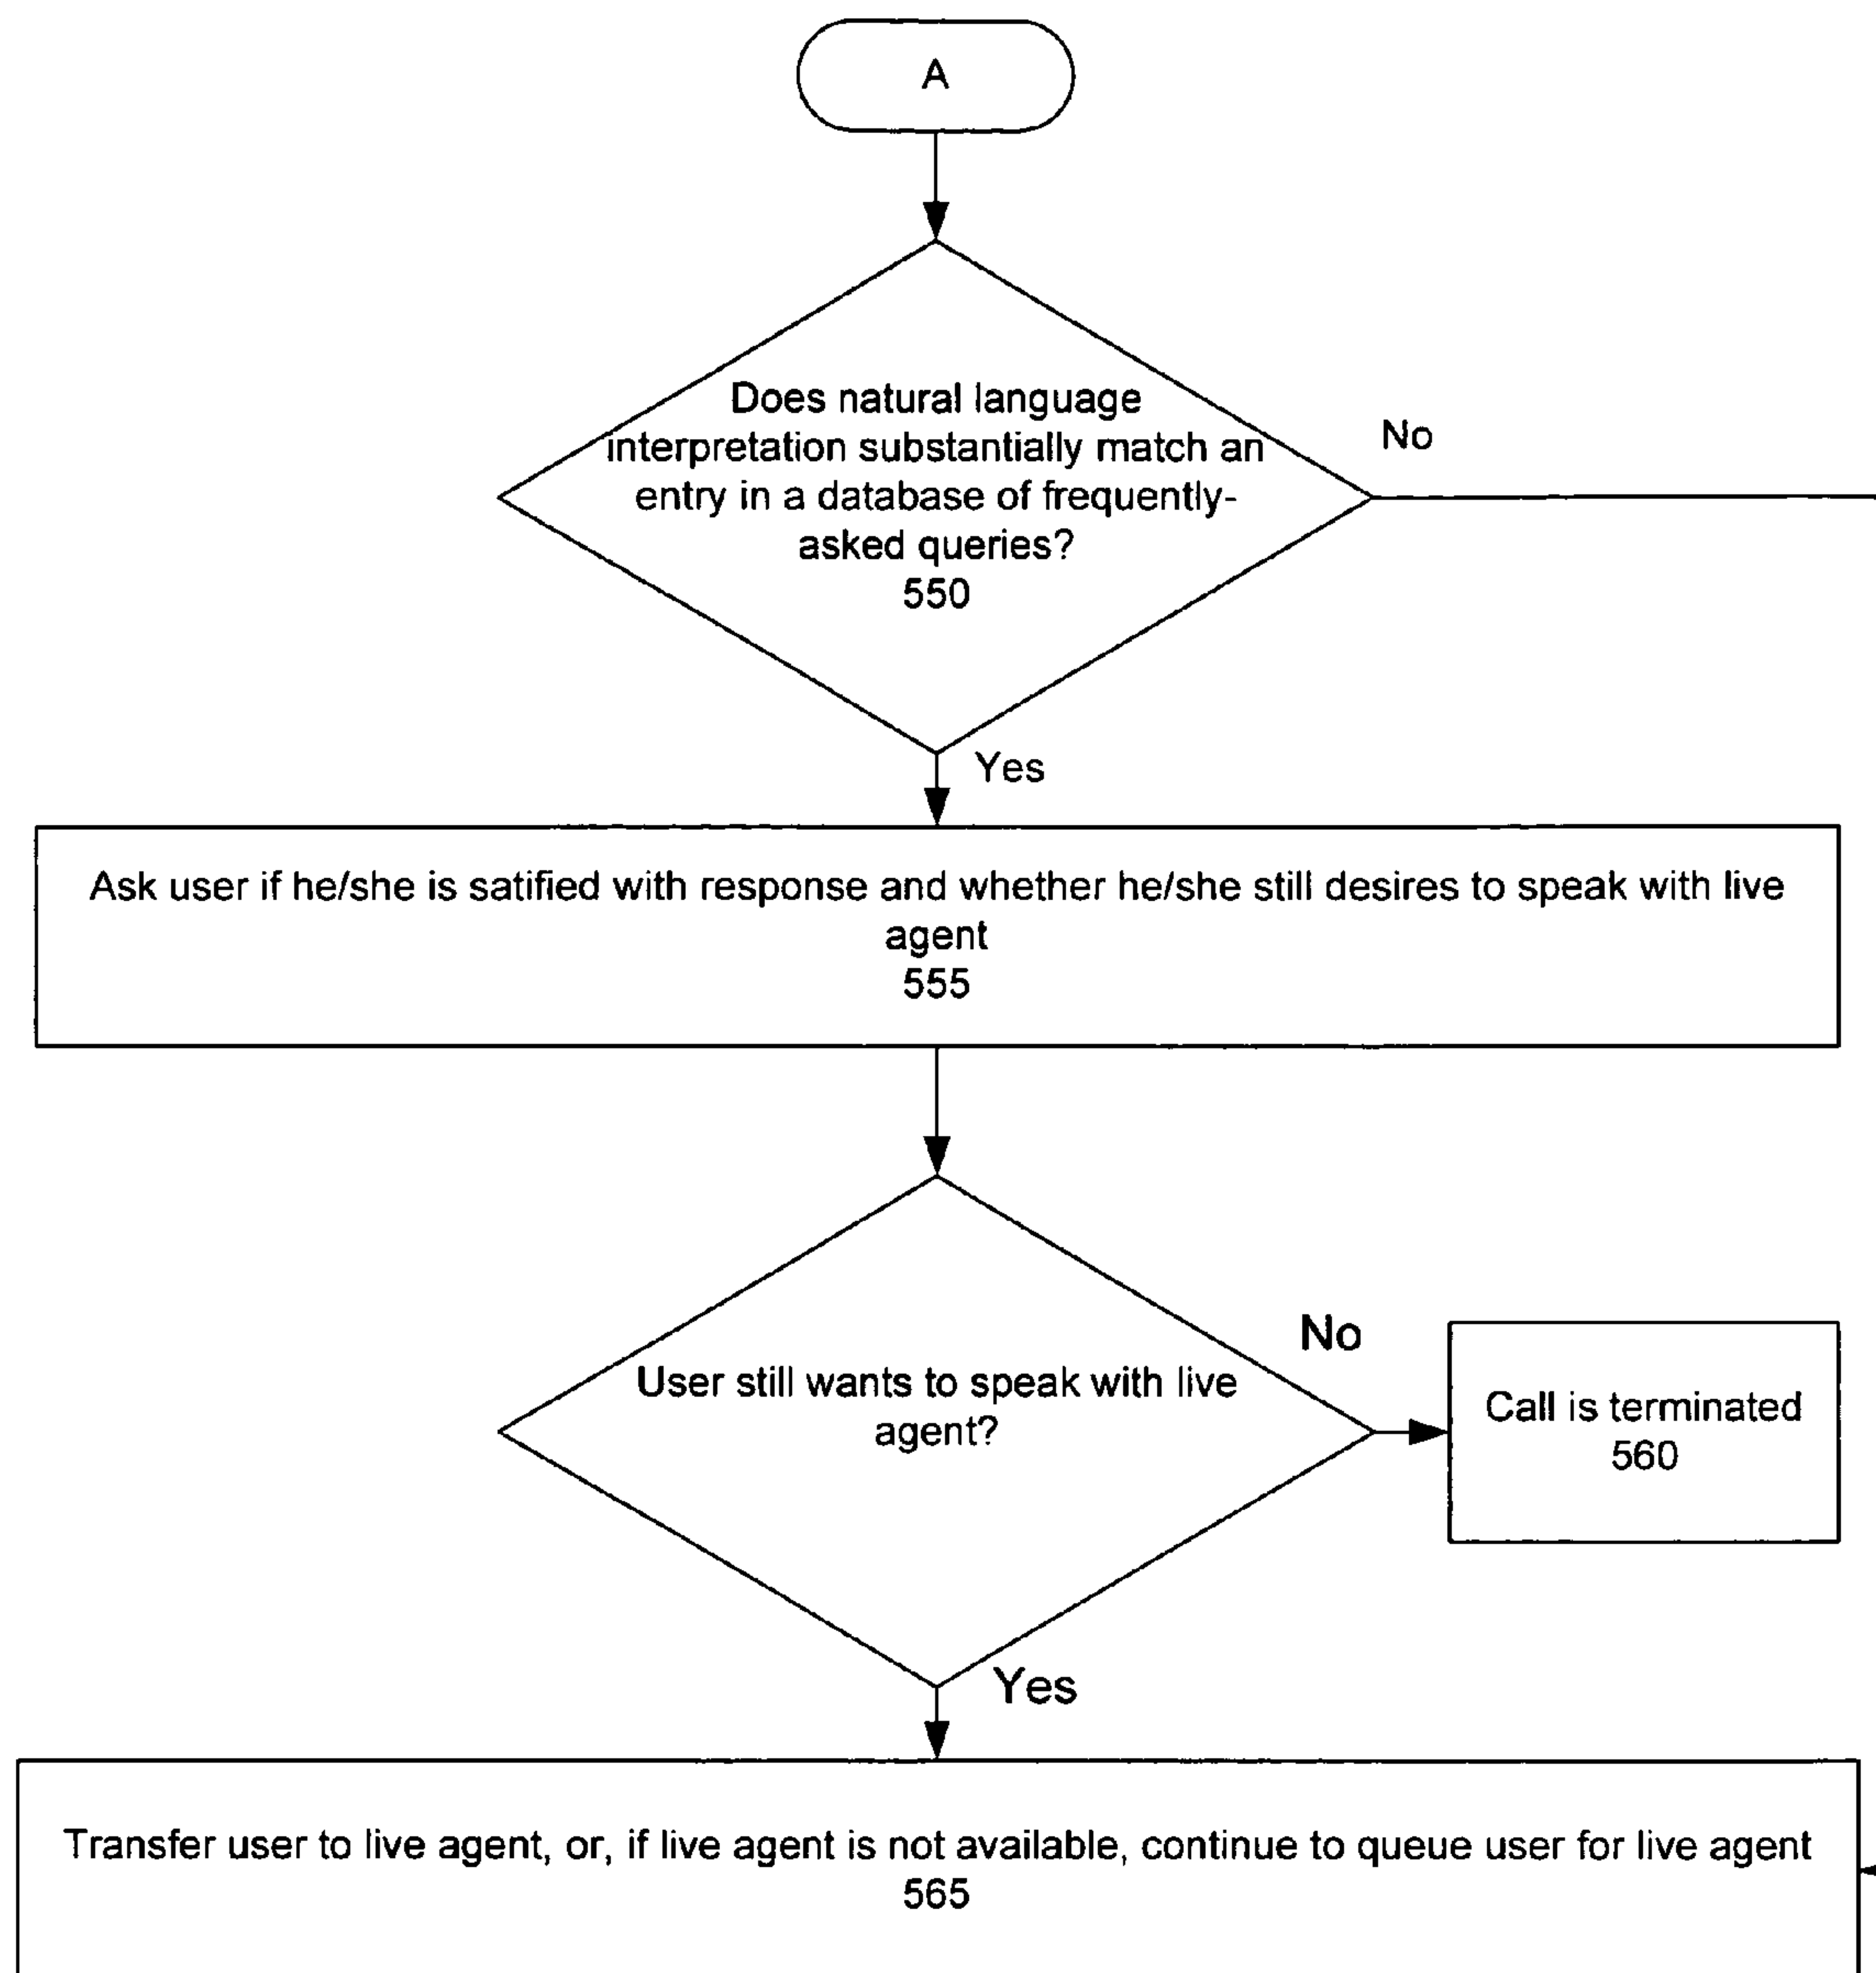 A
Does natural language
interpretation substantially match an
entry in a database of frequently-
asked queries?
550
No
Yes
Ask user if he/she is satified with response and whether he/she still desires to speak with live
agent
555
User still wants to speak with live
agent?
No
Call is terminated
560
Yes
Transfer user to live agent, or, if live agent is not available, continue to queue user for live agent
565